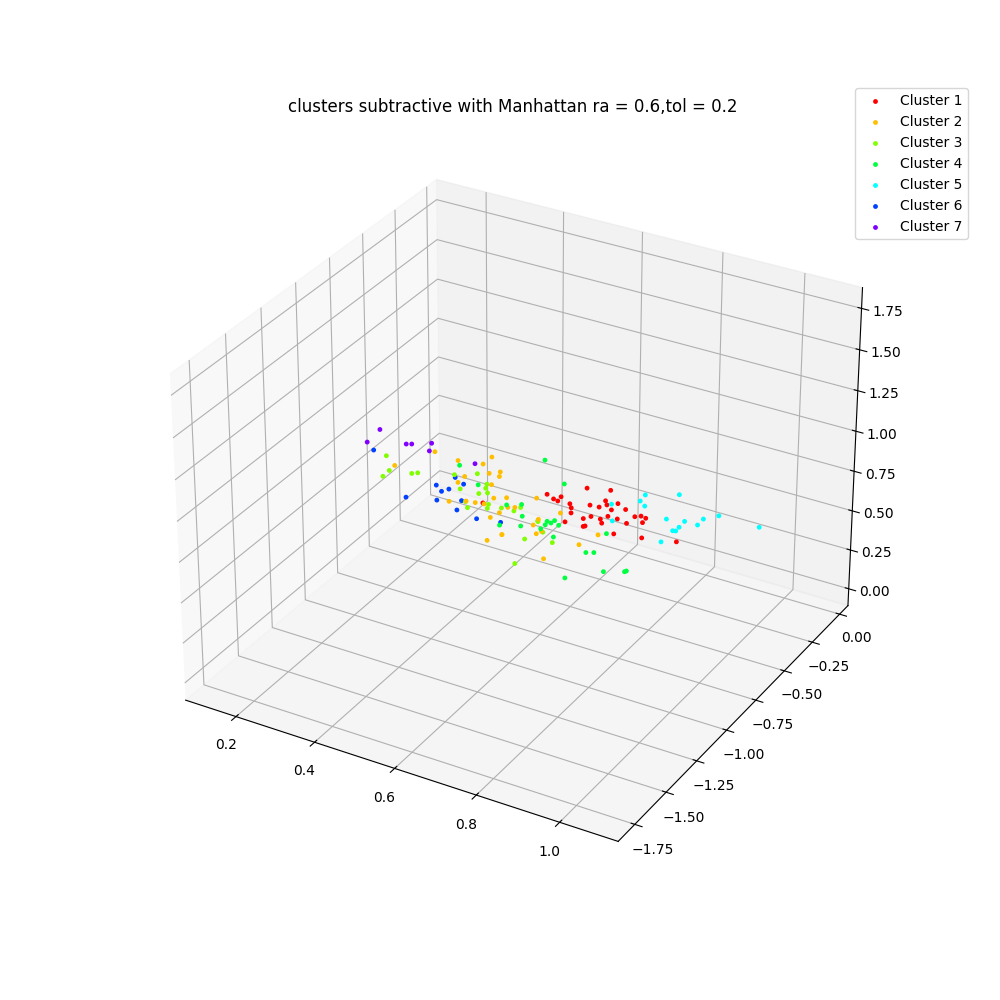 clusters subtractive with Manhattan ra = 0.6,tol = 0.2
Cluster 1
Cluster 2
Cluster 3
Cluster 4
Cluster 5
Cluster 6
Cluster 7
1.75
1.50
1.25
1.00
0.75
0.50
0.25
0.00
0.00
−0.25
−0.50
−0.75
−1.00
−1.25
−1.50
−1.75
0.2
0.4
0.6
0.8
1.0